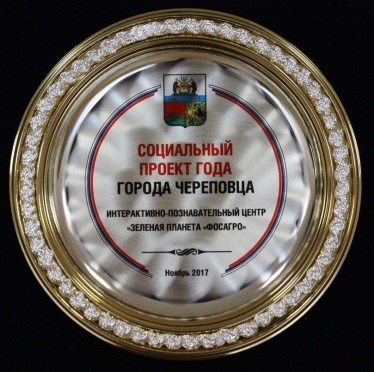 СОЦИАЛЬНЫЙ
ПРОЕКТ ГОДА
ГОРОДА ЧЕРЕПОВЦА
ИНТЕРАКТИВНО-ПОЗНАВАТЕЛЬНЫЙ ЦЕНТР
«ЗЕЛЕНАЯ ПЛАНЕТА «ФОСАГРО»
Ноябрь 2017